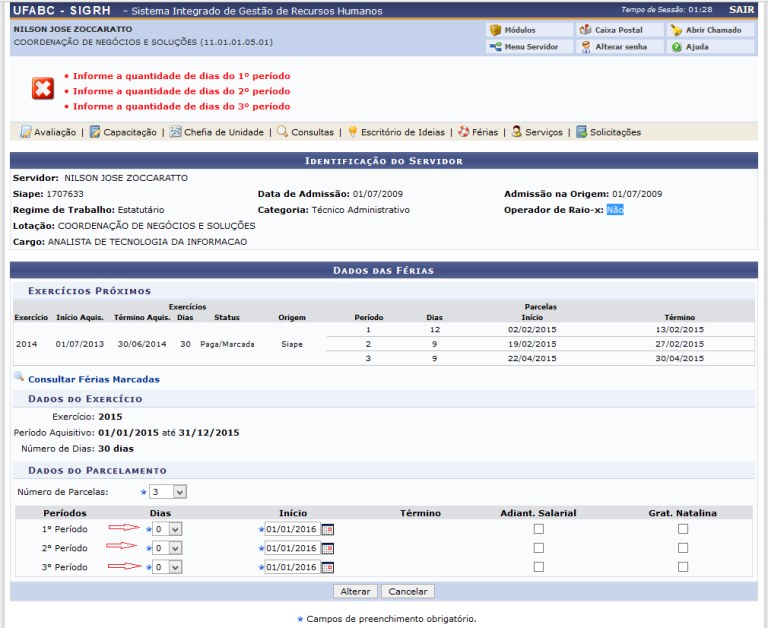 UFABC - SIGRH - Sistema Integrado de Gestão de Recursos Humanos Tempo de Sessão: 01:28 SAIR
NILSON JOSE ZOCCARATTO
COORDENAÇÃO DE NEGÓCIOS E SOLUÇÕES (11.01.01.05.01)
Módulos Caixa Postal Abrir Chamado
Menu Servidor Alterar senha Ajuda
• Informe a quantidade de dias do 1º período
• Informe a quantidade de dias do 2º período
• Informe a quantidade de dias do 3º período
Avaliação | Capacitação | Chefia de Unidade | Consultas | Escritório de Ideias | Férias | Serviços | Solicitações
IDENTIFICAÇÃO DO SERVIDOR
Servidor: NILSON JOSE ZOCCARATTO
Siape: 1707633 Data de Admissão: 01/07/2009 Admissão na Origem: 01/07/2009
Regime de Trabalho: Estatutário Categoria: Técnico Administrativo Operador de Raio-x: Não
Lotação: COORDENAÇÃO DE NEGÓCIOS E SOLUÇÕES
Cargo: ANALISTA DE TECNOLOGIA DA INFORMACAO
DADOS DAS FÉRIAS
EXERCÍCIOS PRÓXIMOS
Exercícios Parcelas
Exercício Início Aquis. Término Aquis. Dias Status Origem Período Dias Início Término
1 12 02/02/2015 13/02/2015
2014 01/07/2013 30/06/2014 30 Paga/Marcada Siape 2 9 19/02/2015 27/02/2015
3 9 22/04/2015 30/04/2015
Consultar Férias Marcadas
DADOS DO EXERCÍCIO
Exercício: 2015
Período Aquisitivo: 01/01/2015 até 31/12/2015
Número de Dias: 30 dias
DADOS DO PARCELAMENTO
Número de Parcelas: ★ 3
Períodos Dias Início Término Adiant. Salarial Grat. Natalina
1º Período ★ 0 ★ 01/01/2016
2º Período ★ 0 ★ 01/01/2016
3º Período ★ 0 ★ 01/01/2016
Alterar Cancelar
★ Campos de preenchimento obrigatório.